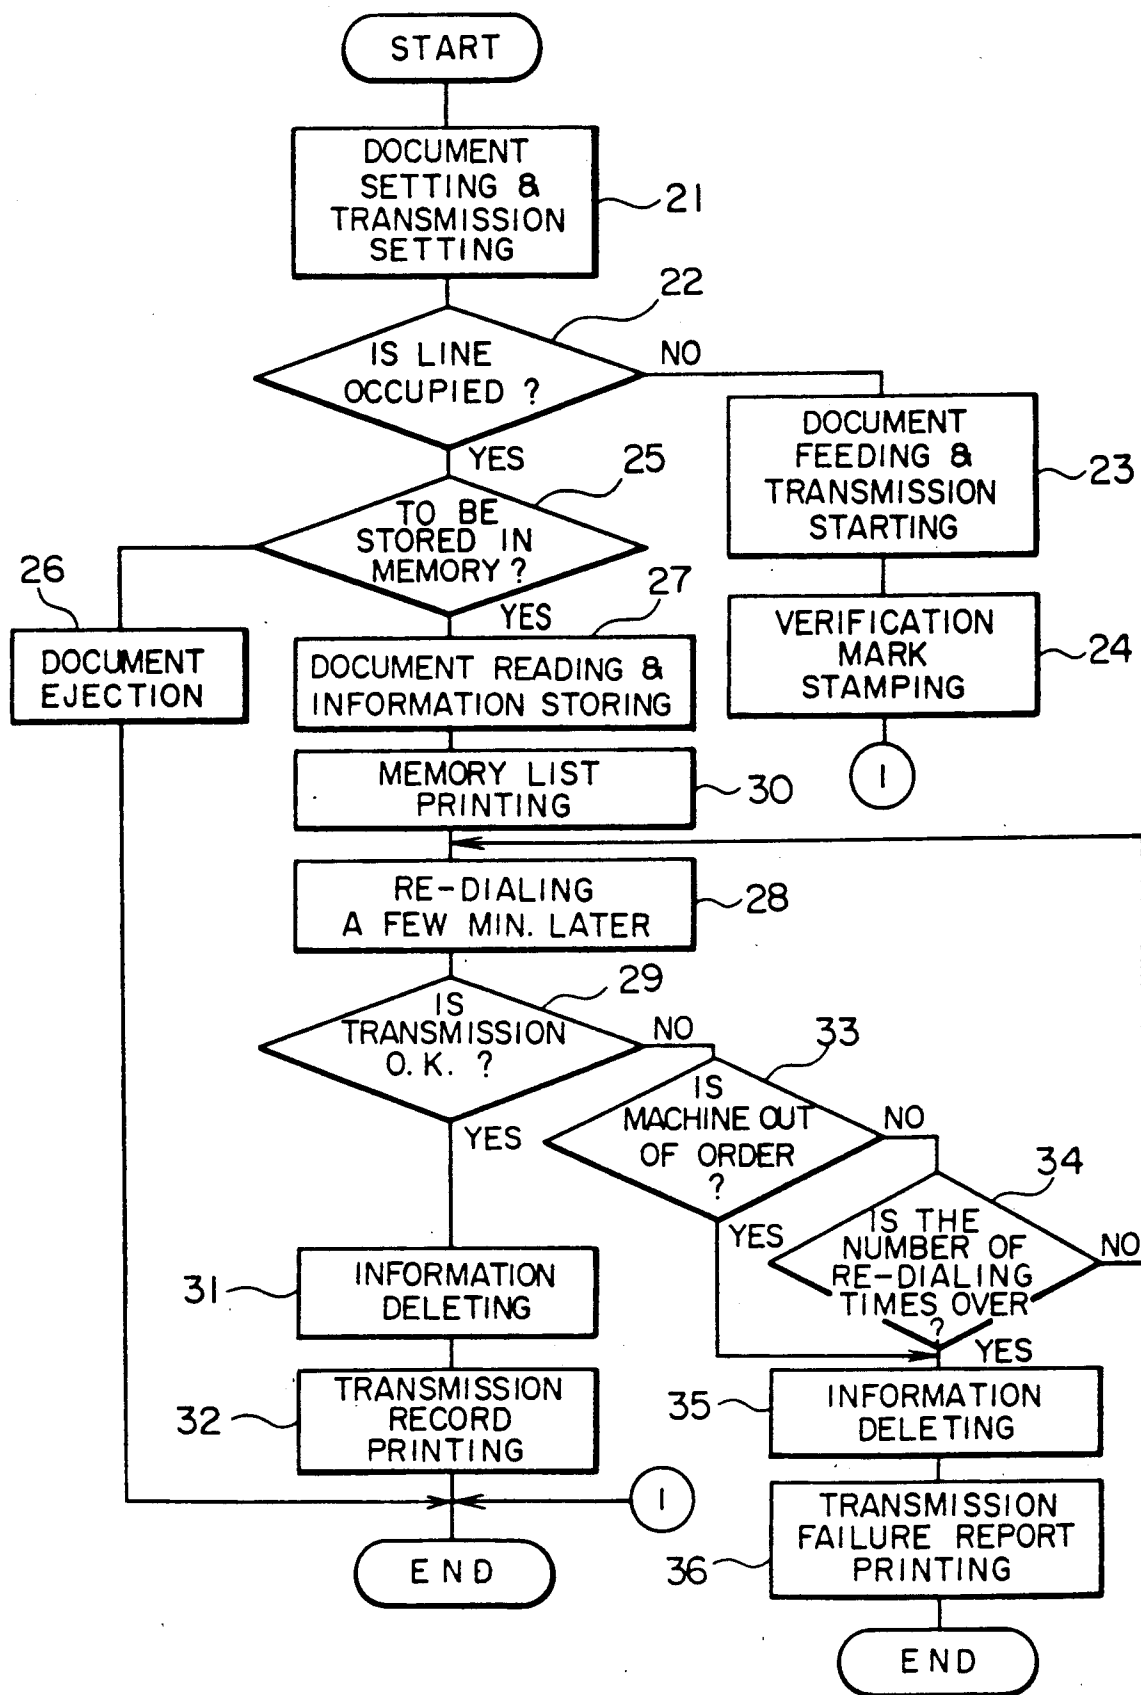 START
DOCUMENT
SETTING &
TRANSMISSION
SETTING
21
22
IS LINE
OCCUPIED ?
NO
YES
DOCUMENT
FEEDING &
TRANSMISSION
STARTING
23
25
TO BE
STORED IN
MEMORY ?
YES
26
DOCUMENT
EJECTION
27
DOCUMENT READING &
INFORMATION STORING
VERIFICATION
MARK
STAMPING
24
1
MEMORY LIST
PRINTING
30
RE-DIALING
A FEW MIN. LATER
28
29
IS
TRANSMISSION
O.K. ?
NO
YES
33
IS
MACHINE OUT
OF ORDER
?
NO
YES
34
IS THE
NUMBER OF
RE-DIALING
TIMES OVER
?
NO
YES
31
INFORMATION
DELETING
32
TRANSMISSION
RECORD
PRINTING
1
END
35
INFORMATION
DELETING
36
TRANSMISSION
FAILURE REPORT
PRINTING
END